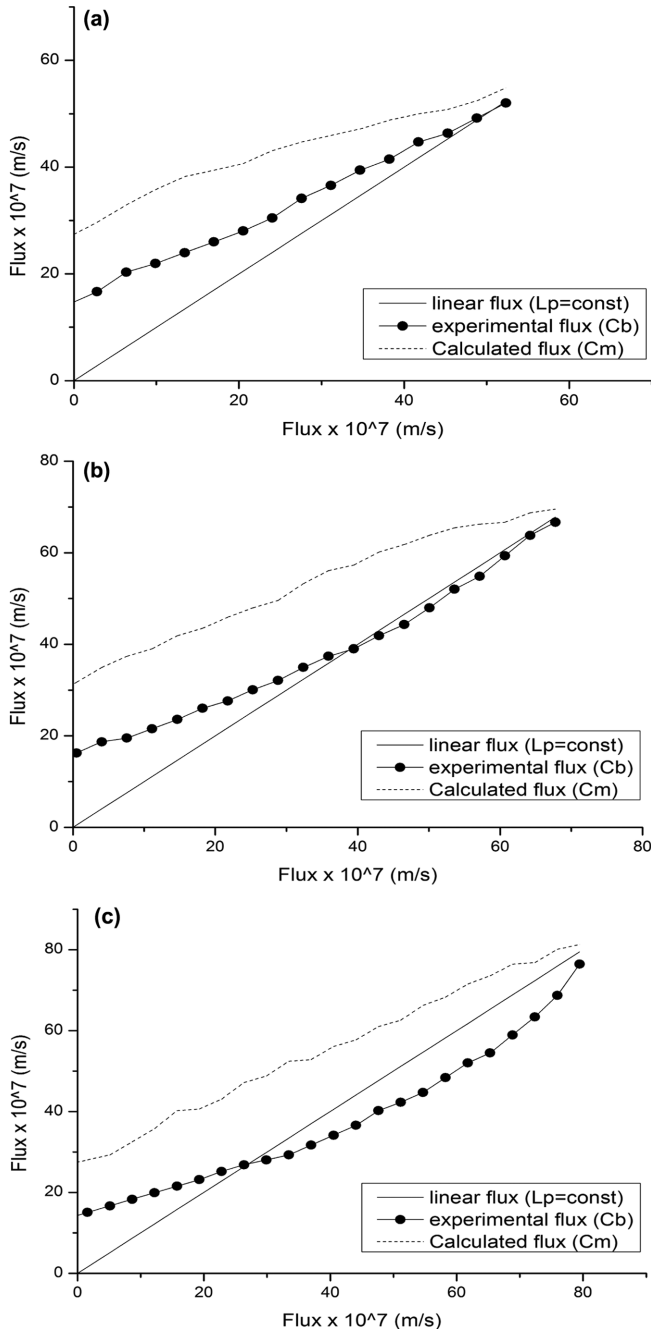 (a)
60
40
20
0
20
40
60
Flux x 10^7 (m/s)
Flux x 10^7 (m/s)
linear flux (Lp=const)
experimental flux (Cb)
Calculated flux (Cm)
(b)
80
60
40
20
0
0
20
40
60
80
Flux x 10^7 (m/s)
Flux x 10^7 (m/s)
linear flux (Lp=const)
experimental flux (Cb)
Calculated flux (Cm)
(c)
80
60
40
20
0
0
20
40
60
80
Flux x 10^7 (m/s)
Flux x 10^7 (m/s)
linear flux (Lp=const)
experimental flux (Cb)
Calculated flux (Cm)